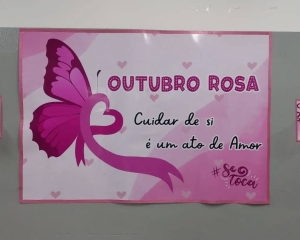 OUTUBRO ROSA
Cuidar de si
é um ato de Amor
#Se
Toca